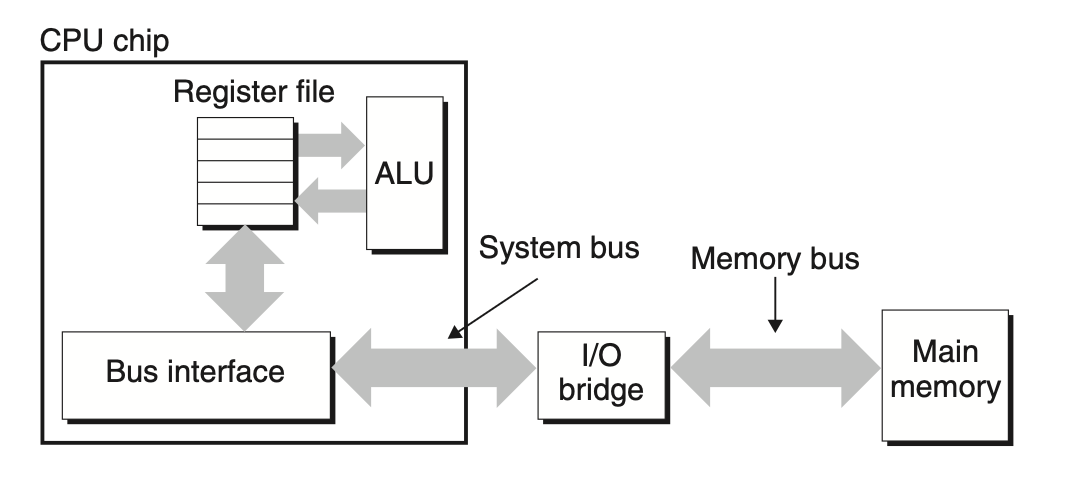 CPU chip
Register file
ALU
System bus
Memory bus
Bus interface
I/O
bridge
Main
memory